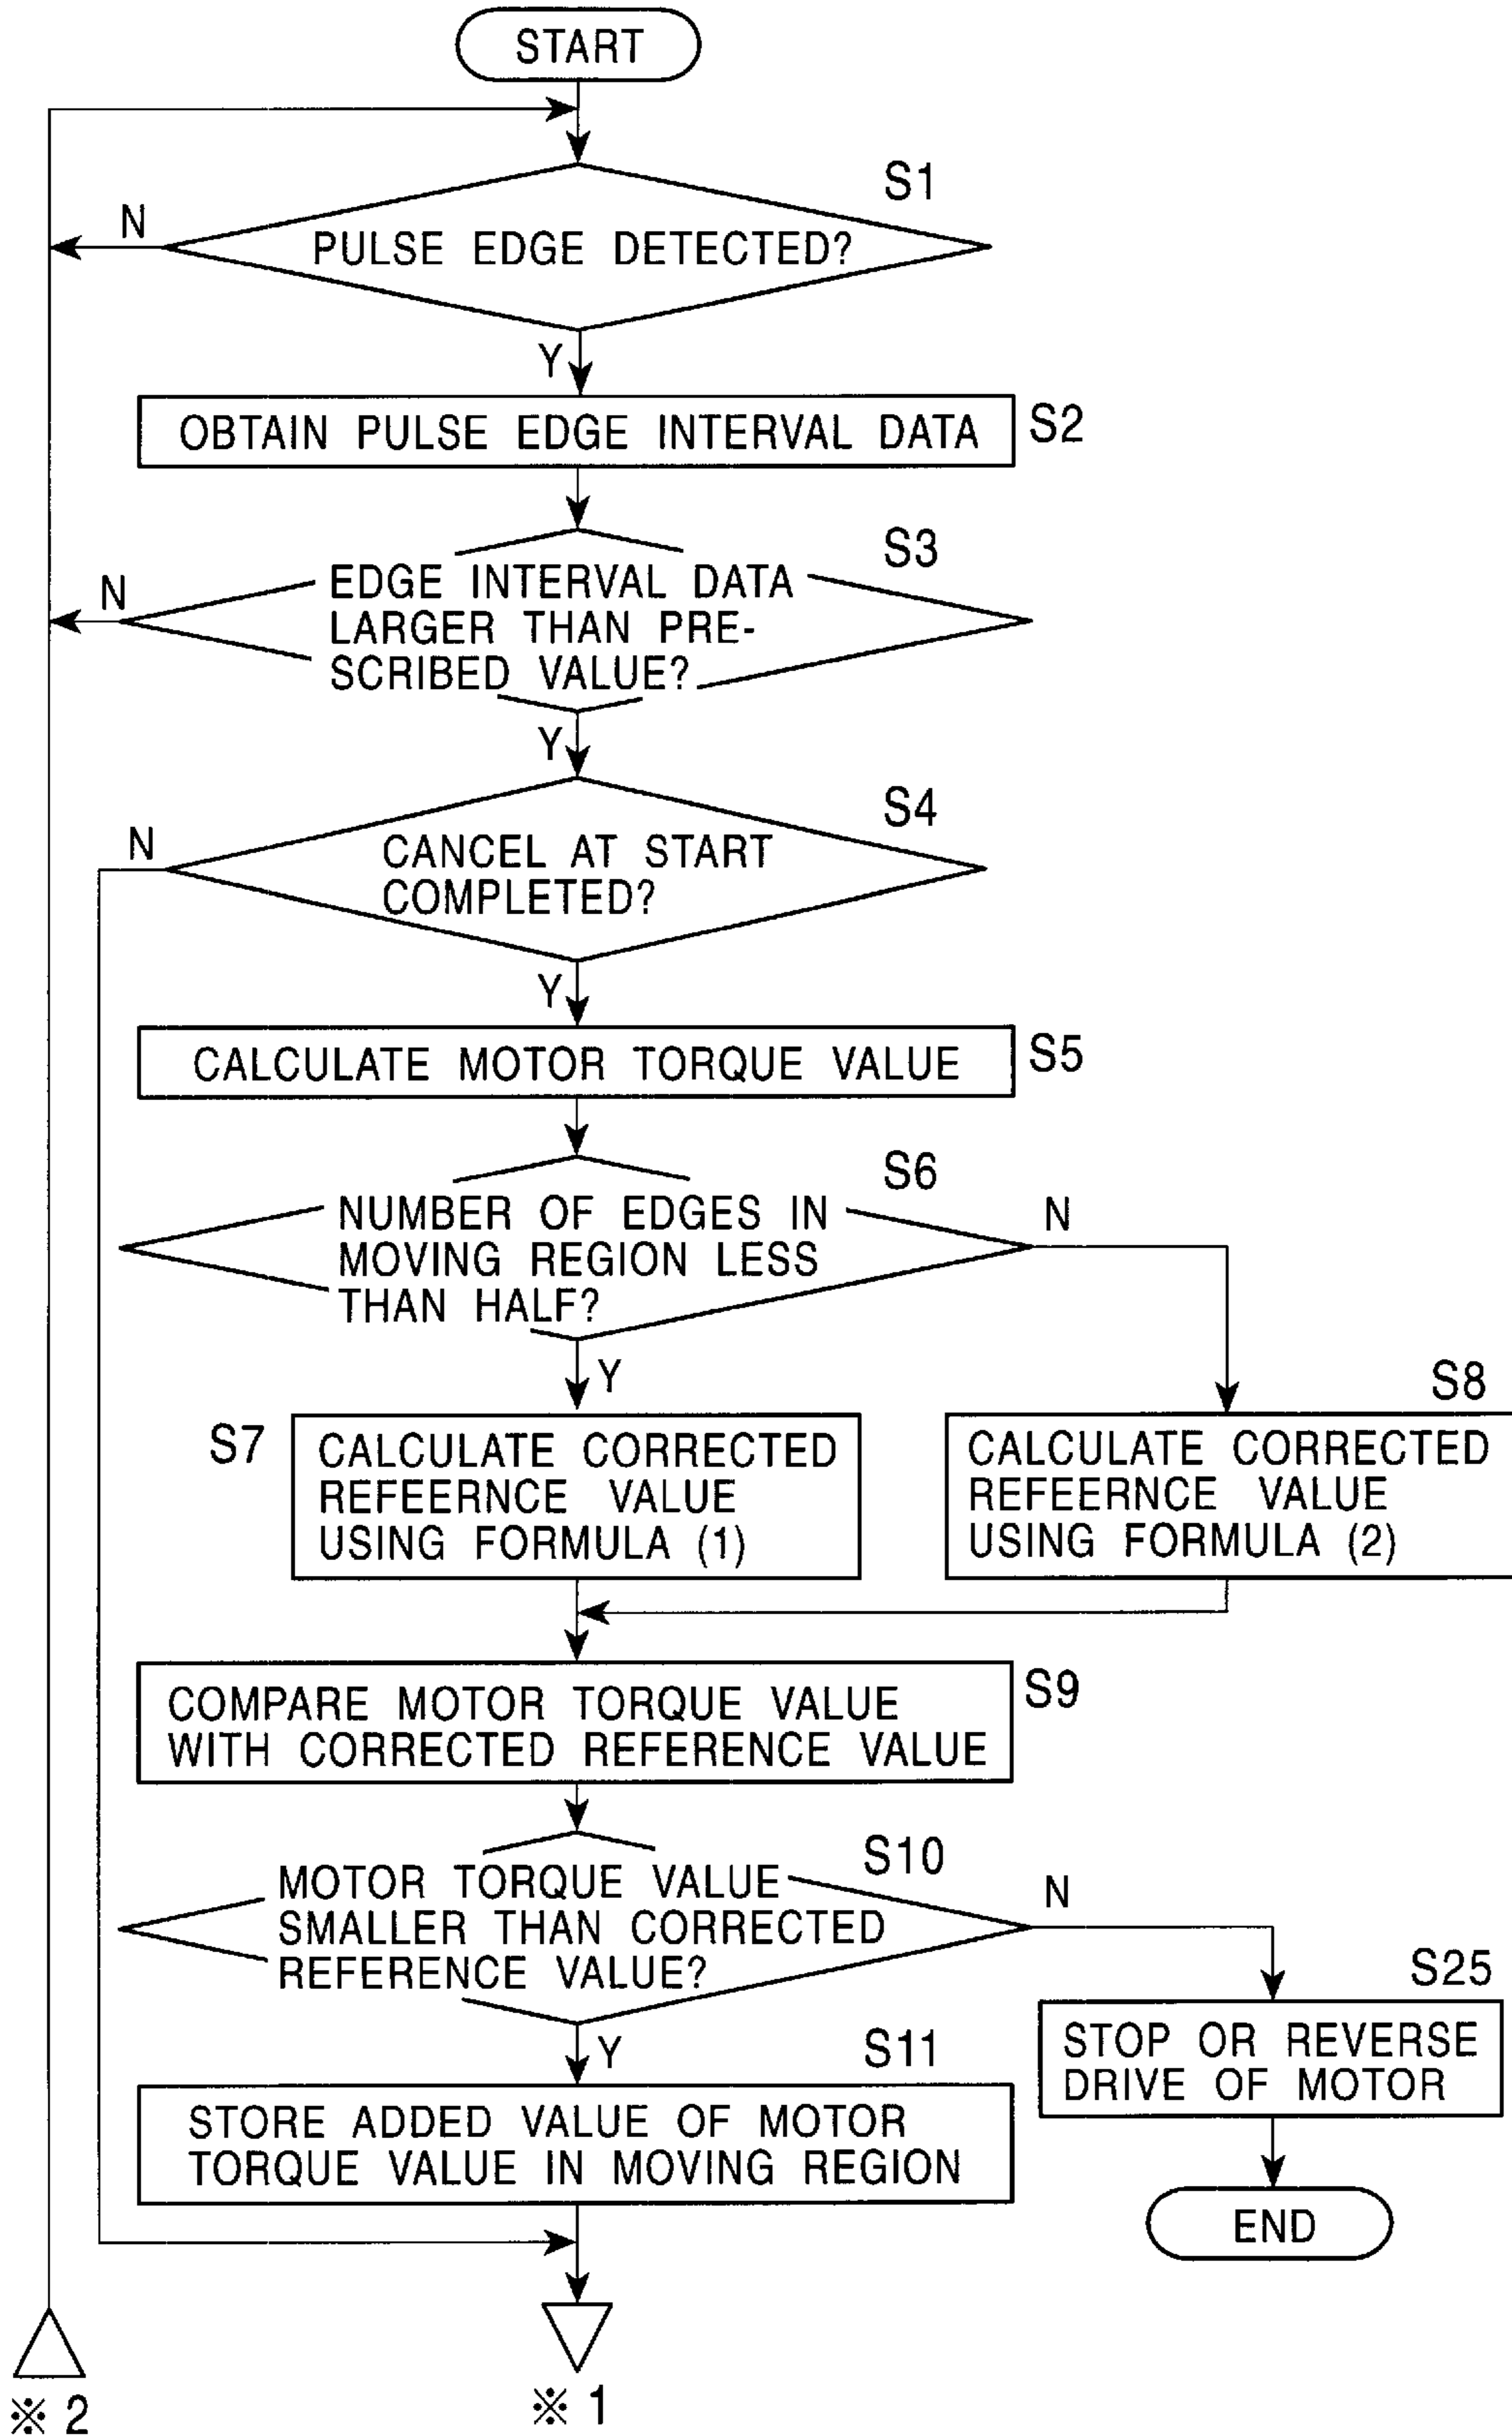 START
S1
N
PULSE EDGE DETECTED?
Y
OBTAIN PULSE EDGE INTERVAL DATA
S2
S3
N
EDGE INTERVAL DATA
LARGER THAN PRE-
SCRIBED VALUE?
Y
S4
N
CANCEL AT START
COMPLETED?
Y
CALCULATE MOTOR TORQUE VALUE
S5
S6
NUMBER OF EDGES IN
MOVING REGION LESS
THAN HALF?
N
Y
S7
CALCULATE CORRECTED
REFEERNCE VALUE
USING FORMULA (1)
S8
CALCULATE CORRECTED
REFEERNCE VALUE
USING FORMULA (2)
COMPARE MOTOR TORQUE VALUE
WITH CORRECTED REFERENCE VALUE
S9
S10
MOTOR TORQUE VALUE
SMALLER THAN CORRECTED
REFERENCE VALUE?
N
Y
S25
STOP OR REVERSE
DRIVE OF MOTOR
S11
STORE ADDED VALUE OF MOTOR
TORQUE VALUE IN MOVING REGION
END
※ 2
※ 1